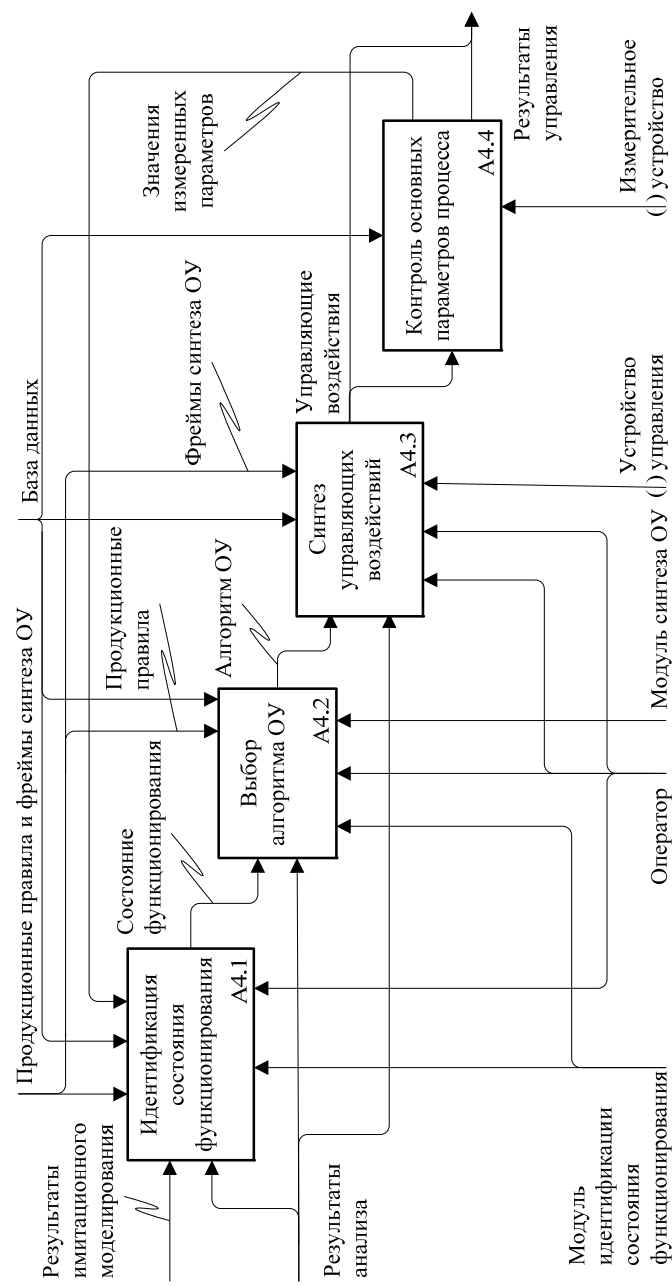 Продукционные правила и фреймы синтеза ОУ
База данных
Значения
измеренных
параметров
Продукционные
правила
Фреймы синтеза ОУ
Результаты
имитационного
моделирования
Состояние
функционирования
Алгоритм ОУ
Управляющие
воздействия
Идентификация
состояния
функционирования
А4.1
Выбор
алгоритма ОУ
А4.2
Синтез
управляющих
воздействий
А4.3
Контроль основных
параметров процесса
А4.4
Результаты
анализа
Результаты
управления
Модуль
идентификации
состояния
функционирования
Оператор
Модуль синтеза ОУ
Устройство
( ) управления
Измерительное
( ) устройство